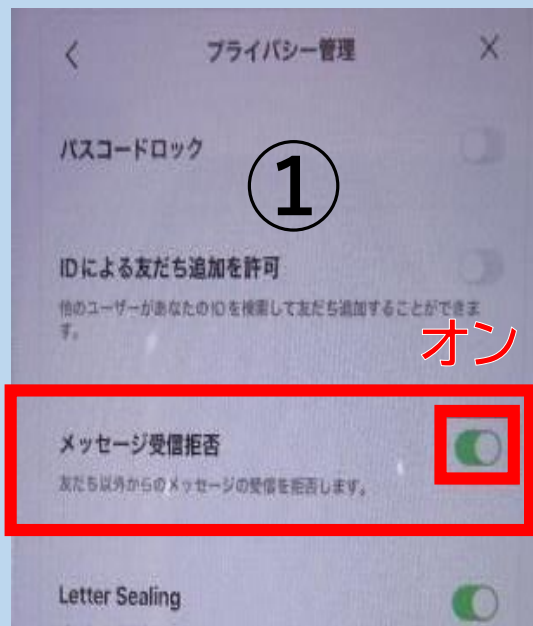 プライバシー管理
パスコードロック
①
IDによる友だち追加を許可
他のユーザーがあなたのIDを検索して友だち追加することができま
す。
オン
メッセージ受信拒否
友だち以外からのメッセージの受信を拒否します。
Letter Sealing